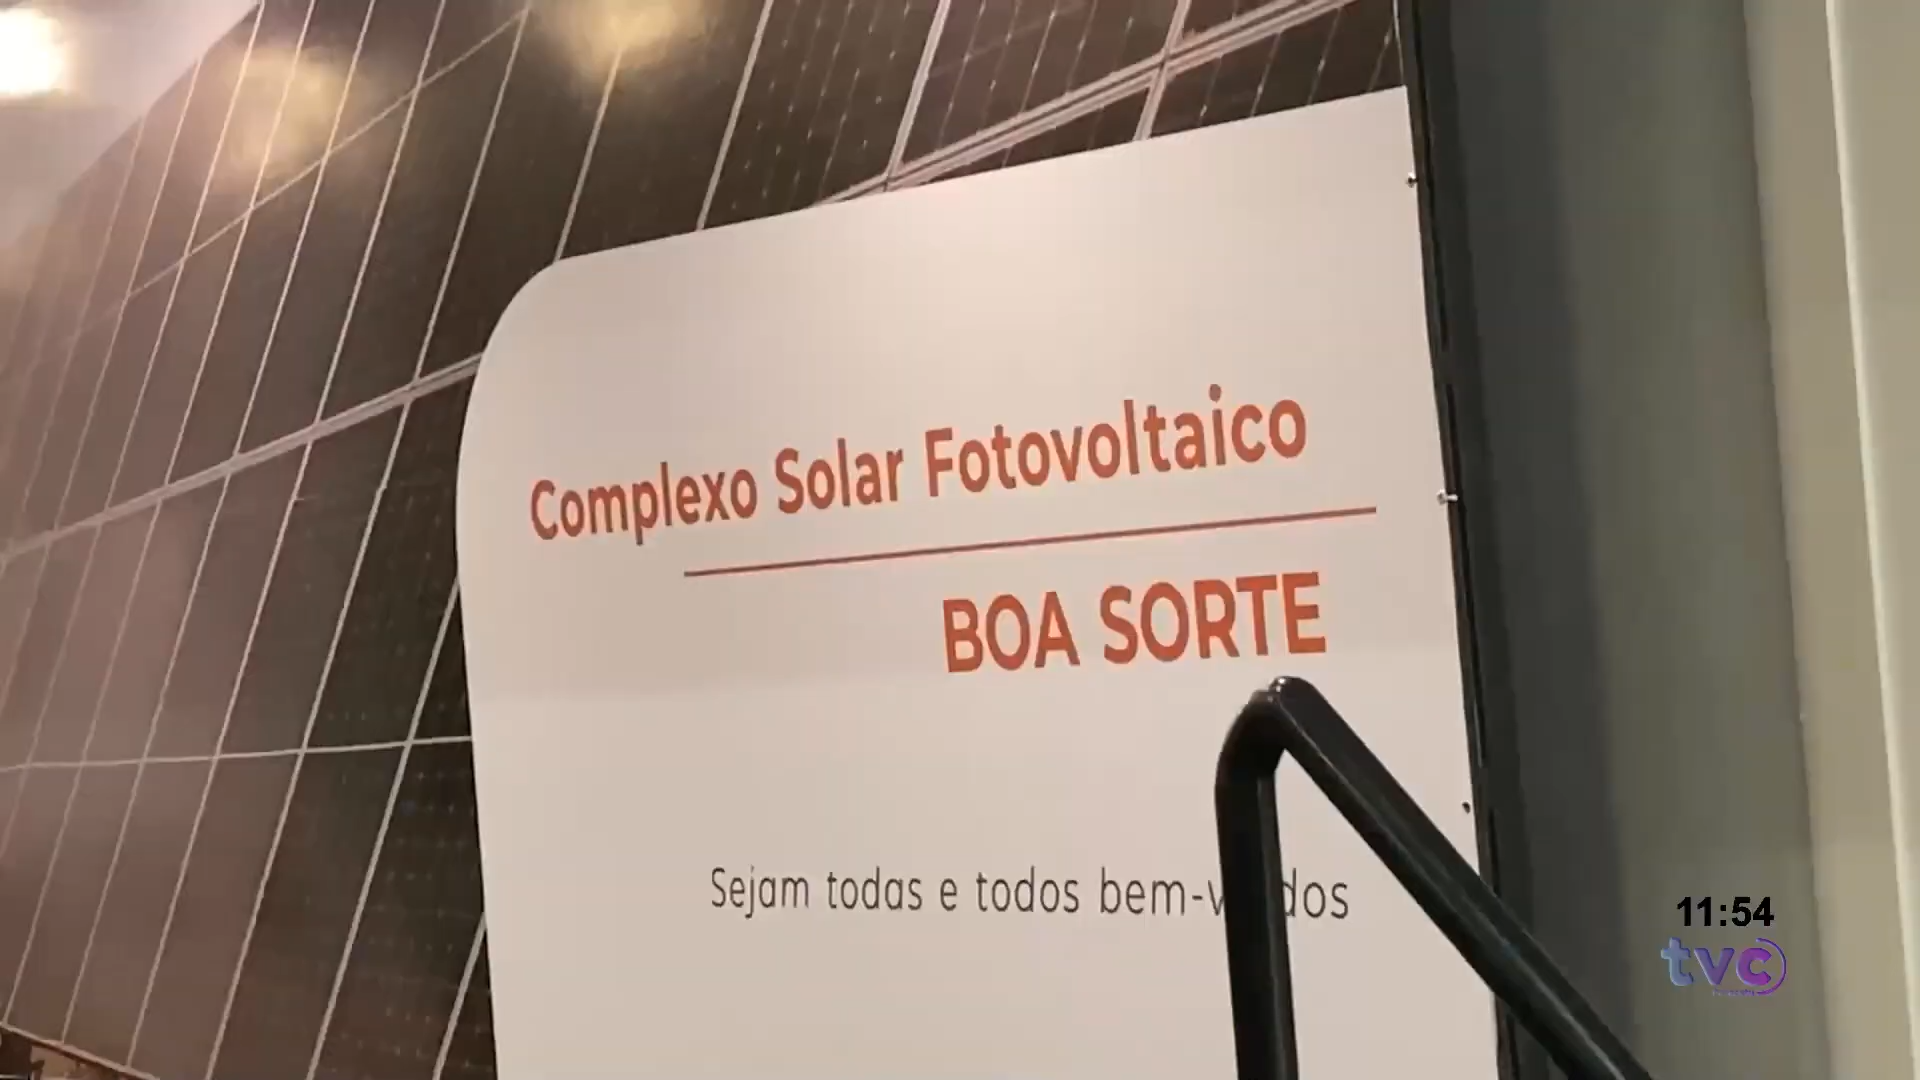 Complexo Solar Fotovoltaico
BOA SORTE
Sejam todas e todos
11:54
tvc